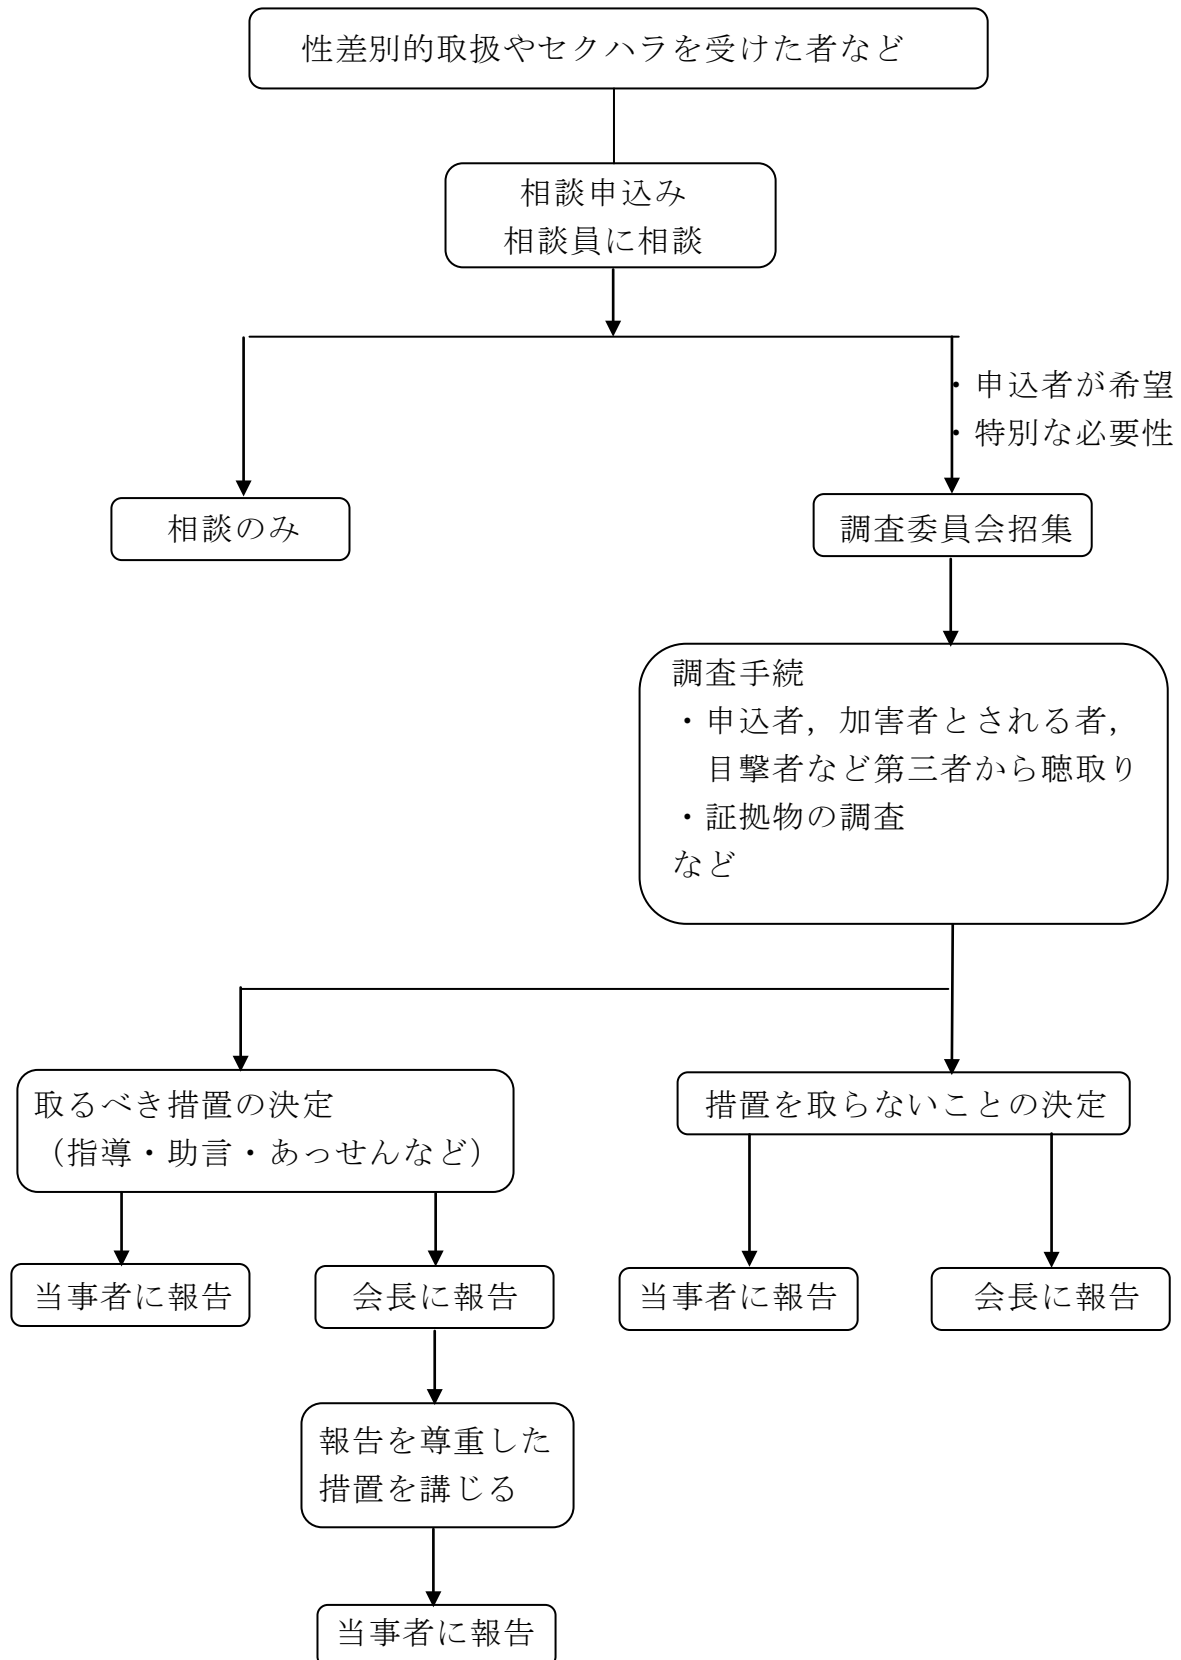 性差別的取扱やセクハラを受けた者など
相談申込み
相談員に相談
・申込者が希望
・特別な必要性
相談のみ
調査委員会招集
調査手続
・申込者，加害者とされる者，
目撃者など第三者から聴取り
・証拠物の調査
など
取るべき措置の決定
（指導・助言・あっせんなど）
措置を取らないことの決定
当事者に報告
会長に報告
当事者に報告
会長に報告
報告を尊重した
措置を講じる
当事者に報告